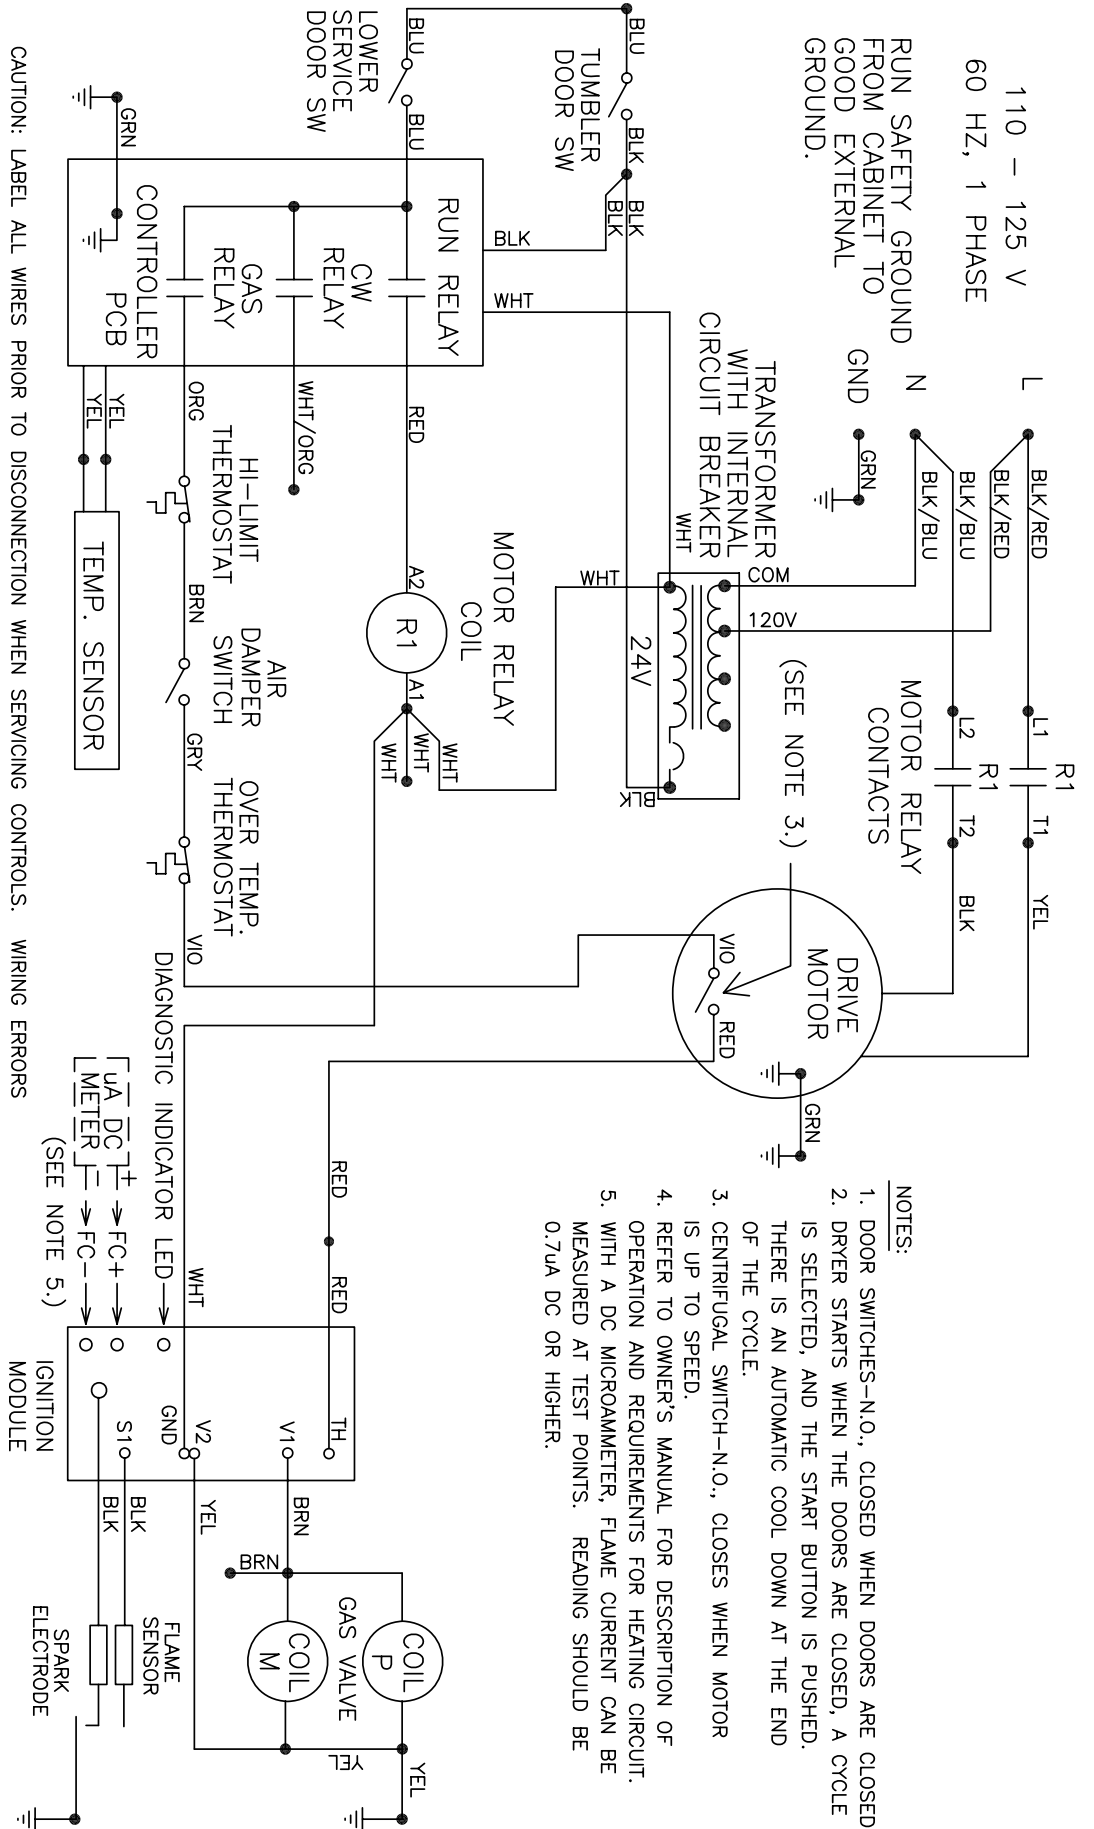 110 – 125 V
60 HZ, 1 PHASE
RUN SAFETY GROUND
FROM CABINET TO
GOOD EXTERNAL
GROUND.
L
N
GND
GRN
BLK/RED
BLK/RED
BLK/BLU
BLK/BLU
L1
R1
T1
YEL
L2
R1
T2
BLK
MOTOR RELAY
CONTACTS
TRANSFORMER
WITH INTERNAL
CIRCUIT BREAKER
WHT
COM
120V
24V
WHT
BLK
(SEE NOTE 3.)
DRIVE
MOTOR
VIO
RED
GRN
BLU
TUMBLER
DOOR SW
BLK
BLK
BLK
BLU
LOWER
SERVICE
DOOR SW
BLU
BLK
WHT
GRN
RUN RELAY
CW
RELAY
GAS
RELAY
CONTROLLER
PCB
RED
WHT/ORG
ORG
YEL
YEL
TEMP. SENSOR
HI–LIMIT
THERMOSTAT
BRN
AIR
DAMPER
SWITCH
GRY
OVER TEMP.
THERMOSTAT
VIO
MOTOR RELAY
COIL
A2
R1
A1
WHT
WHT
WHT
DIAGNOSTIC INDICATOR LED
uA DC
METER
+
–
FC+
FC–
(SEE NOTE 5.)
WHT
RED
RED
TH
V1
V2
GND
S1
IGNITION
MODULE
BRN
BRN
YEL
BLK
BLK
GAS VALVE
COIL
P
COIL
M
YEL
YEL
FLAME
SENSOR
SPARK
ELECTRODE
NOTES:
1. DOOR SWITCHES–N.O., CLOSED WHEN DOORS ARE CLOSED
2. DRYER STARTS WHEN THE DOORS ARE CLOSED, A CYCLE
IS SELECTED, AND THE START BUTTON IS PUSHED.
THERE IS AN AUTOMATIC COOL DOWN AT THE END
OF THE CYCLE.
3. CENTRIFUGAL SWITCH–N.O., CLOSES WHEN MOTOR
IS UP TO SPEED.
4. REFER TO OWNER'S MANUAL FOR DESCRIPTION OF
OPERATION AND REQUIREMENTS FOR HEATING CIRCUIT.
5. WITH A DC MICROAMMETER, FLAME CURRENT CAN BE
MEASURED AT TEST POINTS. READING SHOULD BE
0.7uA DC OR HIGHER.
CAUTION: LABEL ALL WIRES PRIOR TO DISCONNECTION WHEN SERVICING CONTROLS. WIRING ERRORS